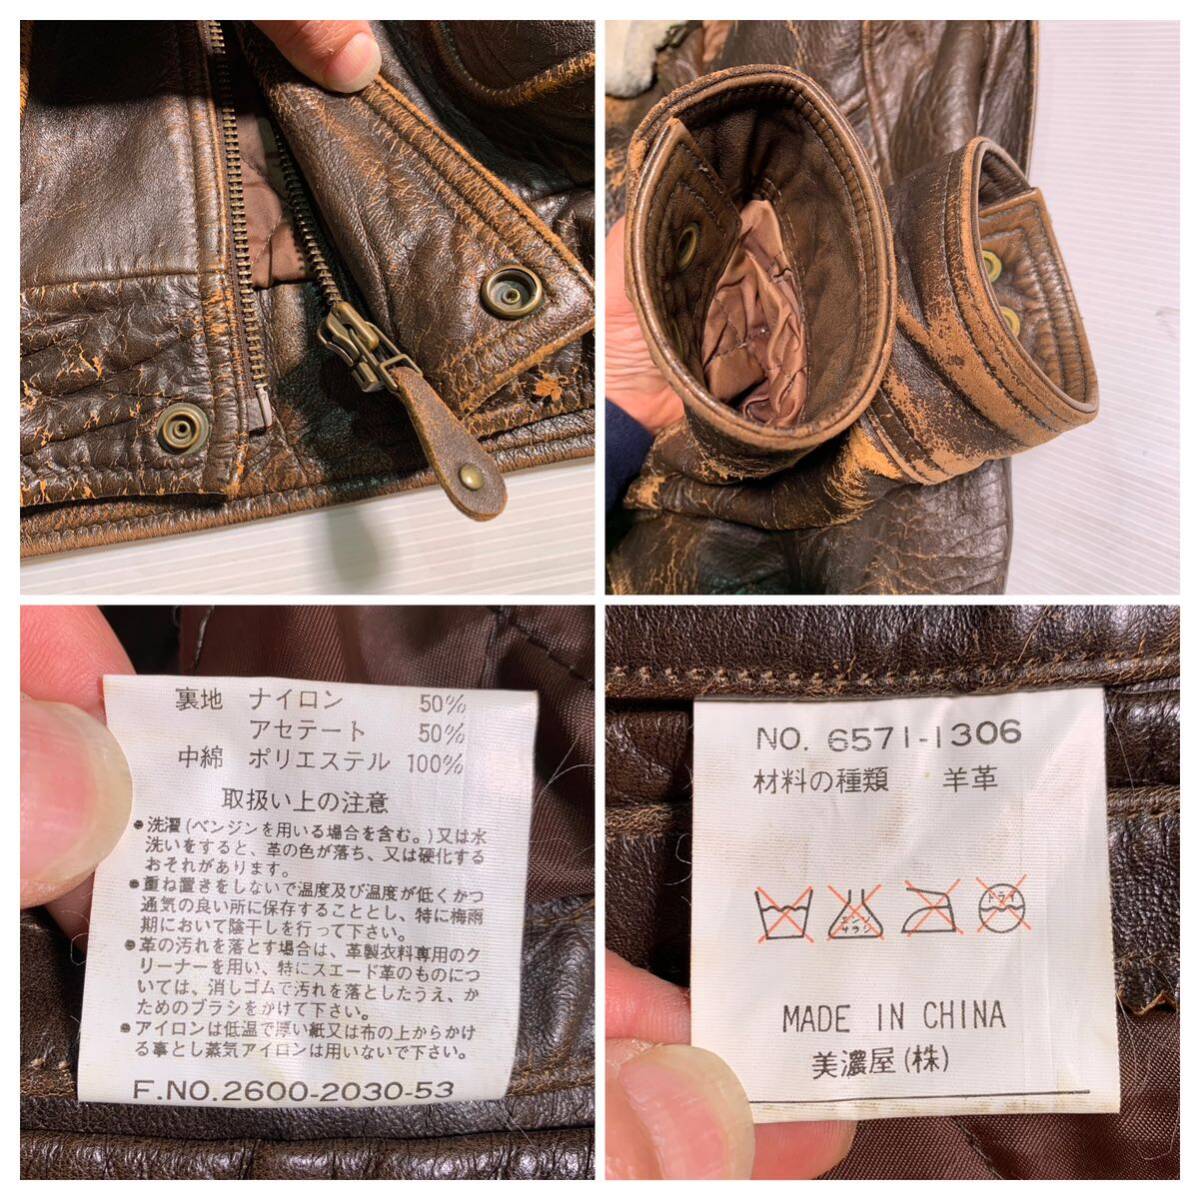 裏地 ナイロン 50%
アセテート 50%
中綿 ポリエステル 100%
取扱い上の注意
●洗濯(ベンジンを用いる場合を含む。)又は水
洗いをすると、革の色が落ち、又は硬化する
おそれがあります。
●重ね置きをしないで温度及び湿度が低くかつ
通気の良い所に保存することとし、特に梅雨
期において陰干しを行って下さい。
●革の汚れを落とす場合は、革製衣料専用のク
リーナーを用い、特にスエード革のものにつ
いては、消しゴムで汚れを落としたうえ、か
ためのブラシをかけて下さい。
●アイロンは低温で厚い紙又は布の上からかけ
る事とし蒸気アイロンは用いないで下さい。
F.NO.2600-2030-53
NO. 6571-1306
材料の種類 羊革
エンソ サラシ ドライ
MADE IN CHINA
美濃屋(株)